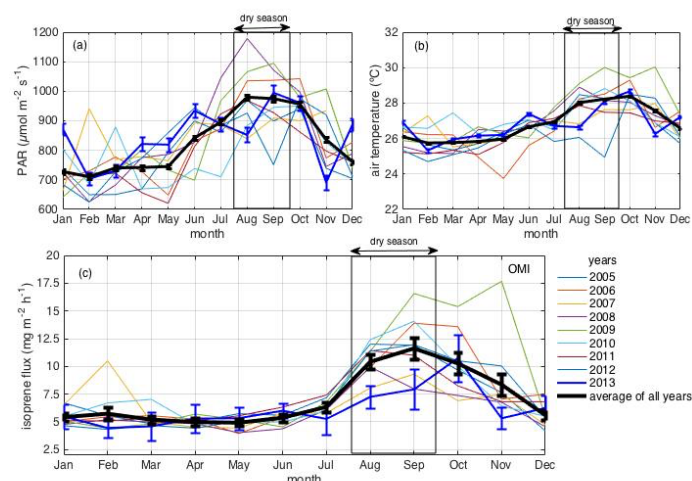 dry season
(a)
1200
1100
1000
900
800
700
600
PAR (μmol m⁻² s⁻¹)
Jan Feb Mar Apr May Jun Jul Aug Sep Oct Nov Dec
month
dry season
(b)
32
30
28
26
24
22
air temperature (°C)
Jan Feb Mar Apr May Jun Jul Aug Sep Oct Nov Dec
month
dry season
(c)
OMI
20
17.5
15
12.5
10
7.5
5
2.5
isoprene flux (mg m⁻² h⁻¹)
Jan Feb Mar Apr May Jun Jul Aug Sep Oct Nov Dec
month
years
2005
2006
2007
2008
2009
2010
2011
2012
2013
average of all years